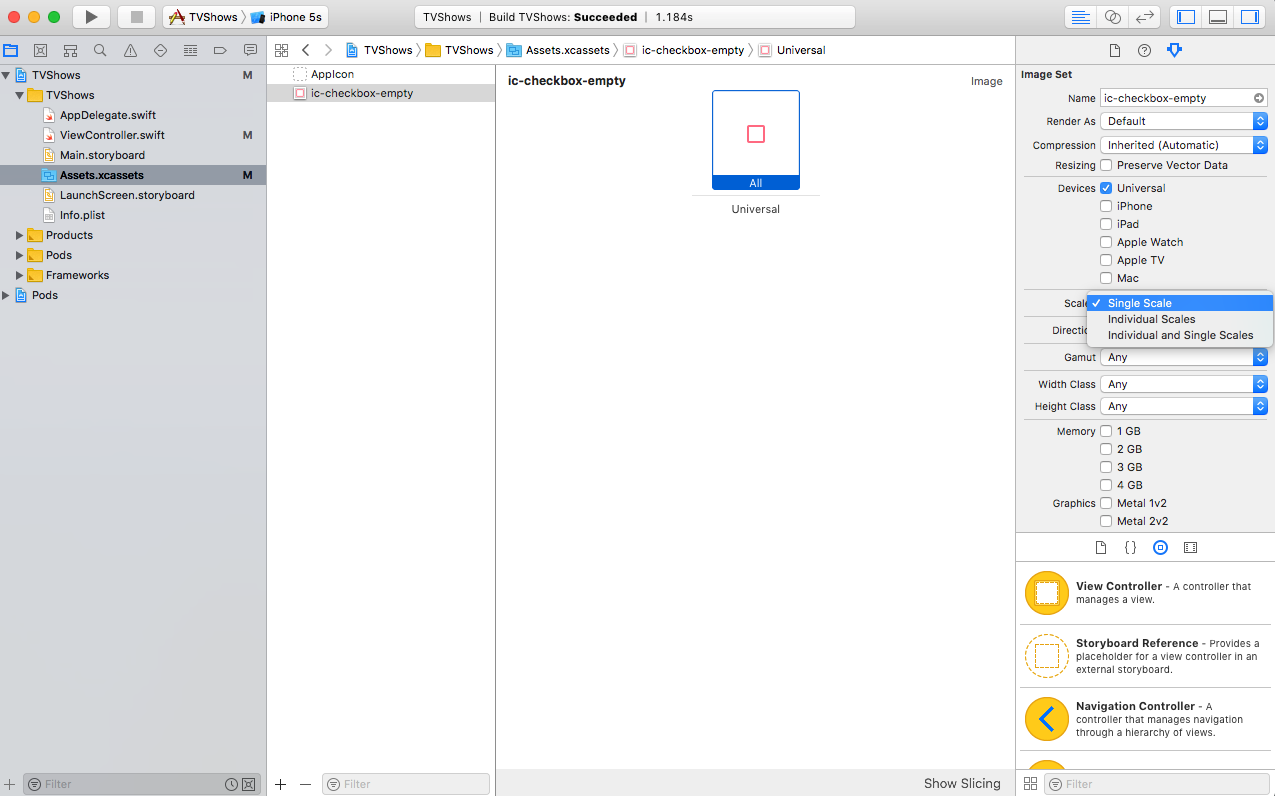 TVShows iPhone 5s
TVShows Build TVShows: Succeeded 1.184s
TVShows TVShows Assets.xcassets ic-checkbox-empty Universal
TVShows M
TVShows
AppDelegate.swift
ViewController.swift M
Main.storyboard
Assets.xcassets M
LaunchScreen.storyboard
Info.plist
Products
Pods
Frameworks
Pods
Filter
AppIcon
ic-checkbox-empty
Filter
ic-checkbox-empty Image
All
Universal
Show Slicing
Image Set
Name ic-checkbox-empty
Render As Default
Compression Inherited (Automatic)
Resizing Preserve Vector Data
Devices Universal
iPhone
iPad
Apple Watch
Apple TV
Mac
Single Scale
Individual Scales
Individual and Single Scales
Gamut Any
Width Class Any
Height Class Any
Memory 1 GB
2 GB
3 GB
4 GB
Graphics Metal 1v2
Metal 2v2
View Controller - A controller that
manages a view.
Storyboard Reference - Provides a
placeholder for a view controller in an
external storyboard.
Navigation Controller - A
controller that manages navigation
through a hierarchy of views.
Filter